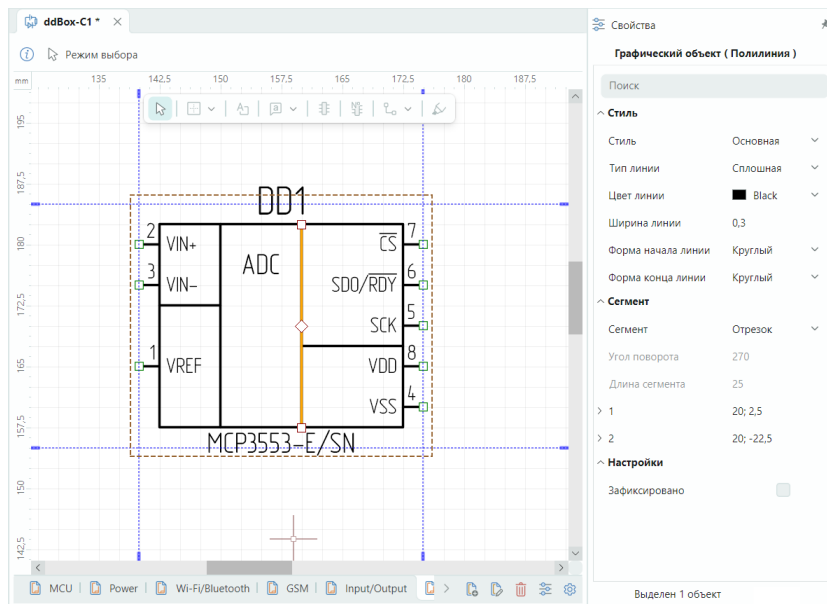 ddBox-C1 *
Режим выбора
mm
135 142,5 150 157,5 165 172,5 180 187,5
195
187,5
180
172,5
165
157,5
150
142,5
DD1
2 VIN+
3 VIN-
1 VREF
ADC
CS 7
SDO/RDY 6
SCK 5
VDD 8
VSS 4
MCP3553-E/SN
MCU Power Wi-Fi/Bluetooth GSM Input/Output
Свойства
Графический объект ( Полилиния )
Поиск
Стиль
Стиль Основная
Тип линии Сплошная
Цвет линии Black
Ширина линии 0,3
Форма начала линии Круглый
Форма конца линии Круглый
Сегмент
Сегмент Отрезок
Угол поворота 270
Длина сегмента 25
1 20; 2,5
2 20; -22,5
Настройки
Зафиксировано
Выделен 1 объект